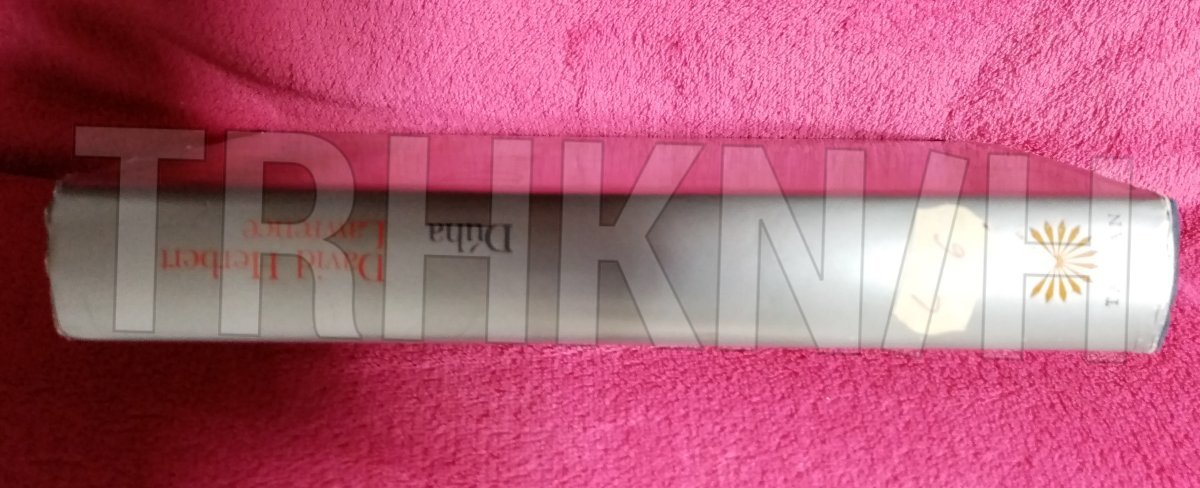 TRHKNIH
David Herbert
Lawrence
Dúha